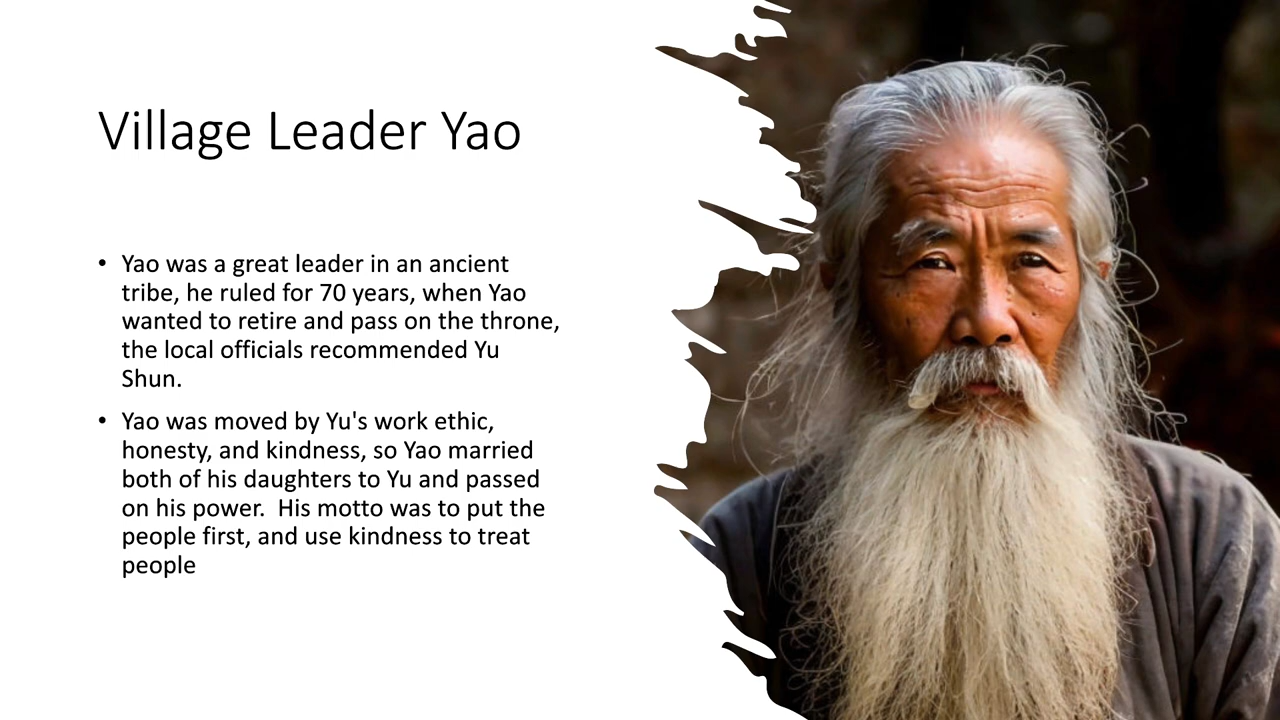 Village Leader Yao
• Yao was a great leader in an ancient
tribe, he ruled for 70 years, when Yao
wanted to retire and pass on the throne,
the local officials recommended Yu
Shun.
• Yao was moved by Yu's work ethic,
honesty, and kindness, so Yao married
both of his daughters to Yu and passed
on his power.  His motto was to put the
people first, and use kindness to treat
people